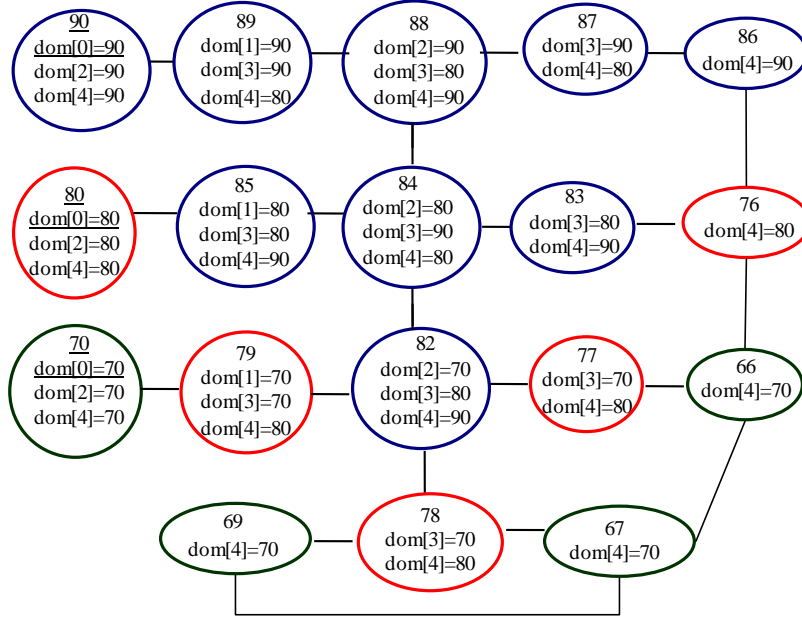 90
dom[0]=90
dom[2]=90
dom[4]=90
89
dom[1]=90
dom[3]=90
dom[4]=80
88
dom[2]=90
dom[3]=80
dom[4]=90
87
dom[3]=90
dom[4]=80
86
dom[4]=90
80
dom[0]=80
dom[2]=80
dom[4]=80
85
dom[1]=80
dom[3]=80
dom[4]=90
84
dom[2]=80
dom[3]=90
dom[4]=80
83
dom[3]=80
dom[4]=90
76
dom[4]=80
70
dom[0]=70
dom[2]=70
dom[4]=70
79
dom[1]=70
dom[3]=70
dom[4]=80
82
dom[2]=70
dom[3]=80
dom[4]=90
77
dom[3]=70
dom[4]=80
66
dom[4]=70
69
dom[4]=70
78
dom[3]=70
dom[4]=80
67
dom[4]=70